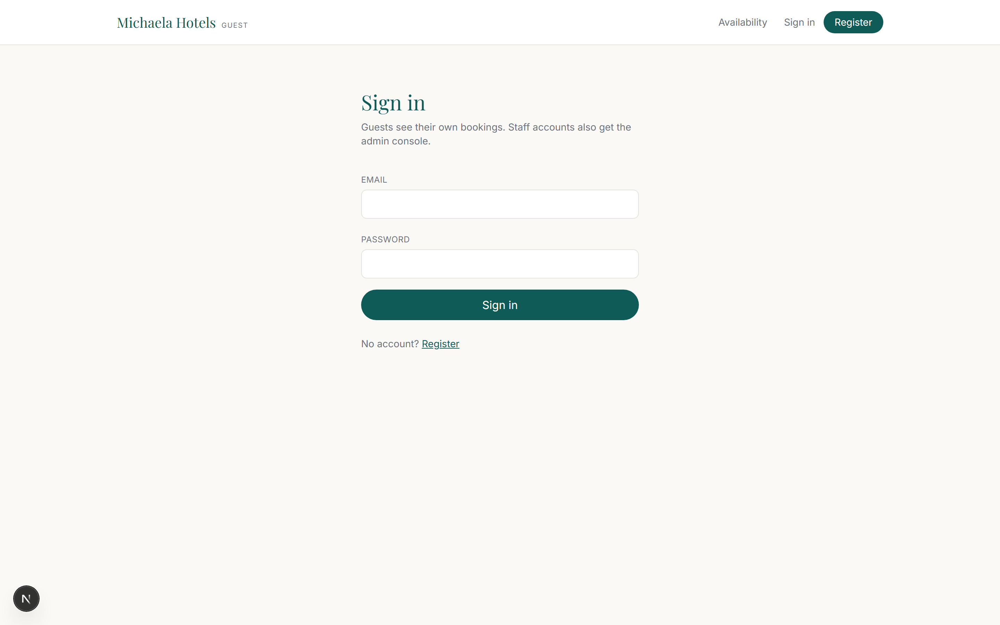 Michaela Hotels GUEST
Availability Sign in Register
Sign in
Guests see their own bookings. Staff accounts also get the
admin console.
EMAIL
PASSWORD
Sign in
No account? Register
N